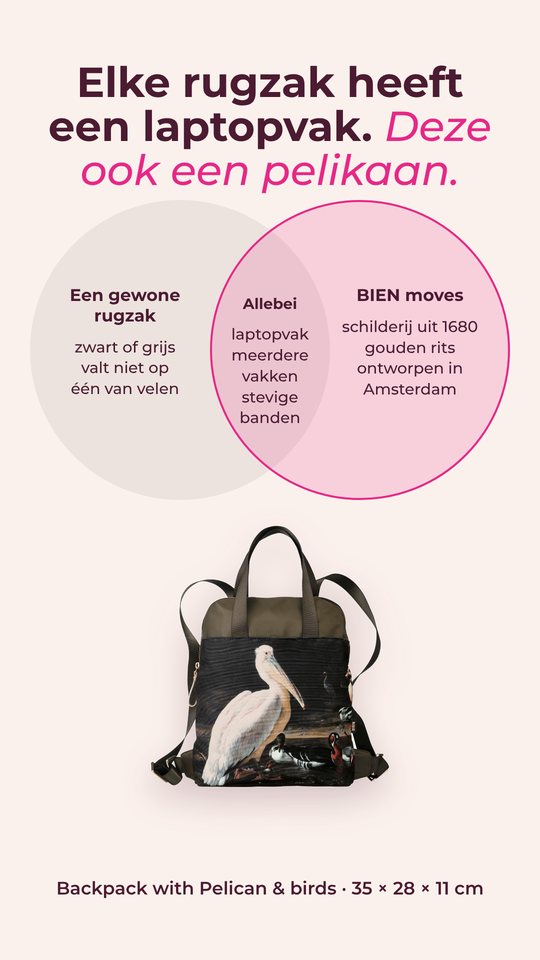 Elke rugzak heeft
een laptopvak. Deze
ook een pelikaan.
Een gewone
rugzak
zwart of grijs
valt niet op
één van velen
Allebei
laptopvak
meerdere
vakken
stevige
banden
BIEN moves
schilderij uit 1680
gouden rits
ontworpen in
Amsterdam
Backpack with Pelican & birds · 35 × 28 × 11 cm